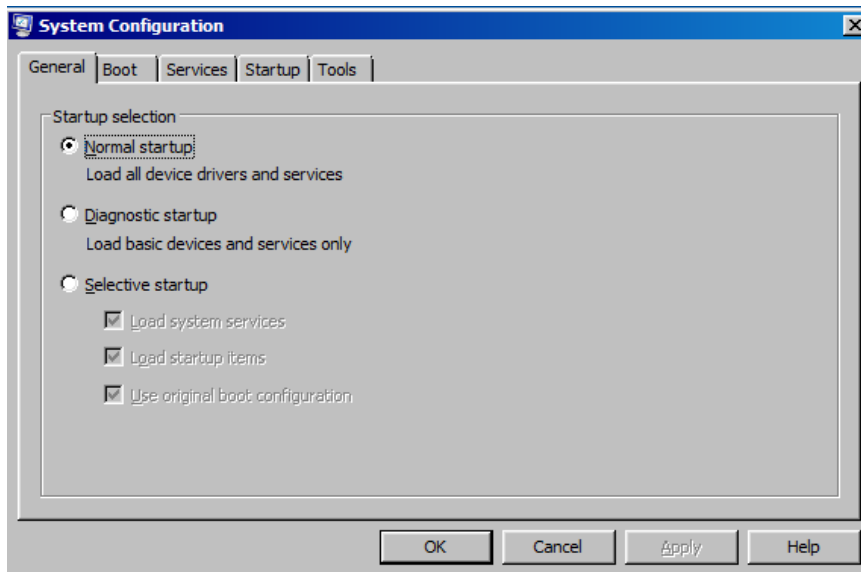 System Configuration
General Boot Services Startup Tools
Startup selection
Normal startup
Load all device drivers and services
Diagnostic startup
Load basic devices and services only
Selective startup
Load system services
Load startup items
Use original boot configuration
OK Cancel Apply Help